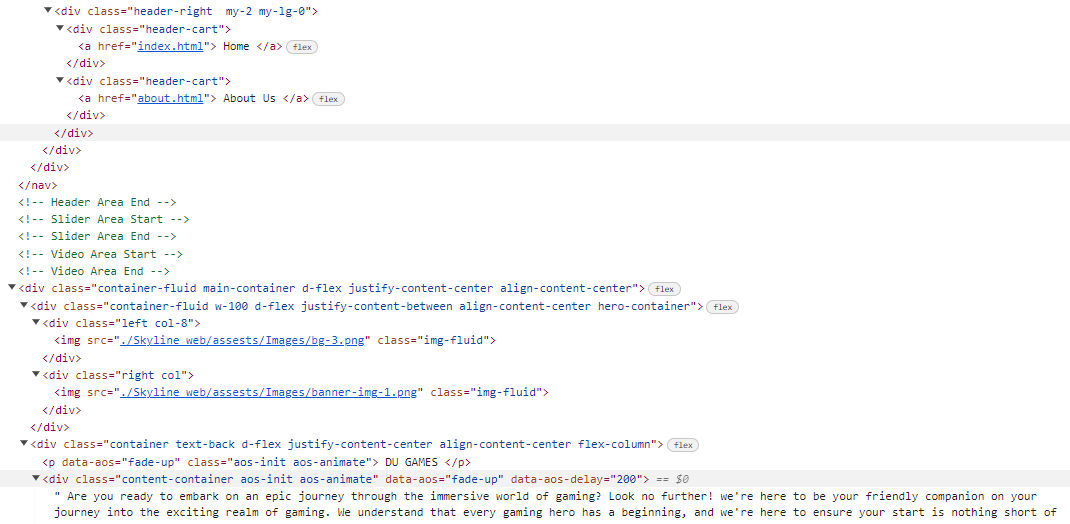 <div class="header-right  my-2 my-lg-0">
<div class="header-cart">
<a href="index.html"> Home </a> flex
</div>
<div class="header-cart">
<a href="about.html"> About Us </a> flex
</div>
</div>
</div>
</div>
</nav>
<!-- Header Area End -->
<!-- Slider Area Start -->
<!-- Slider Area End -->
<!-- Video Area Start -->
<!-- Video Area End -->
<div class="container-fluid main-container d-flex justify-content-center align-content-center"> flex
<div class="container-fluid w-100 d-flex justify-content-between align-content-center hero-container"> flex
<div class="left col-8">
<img src="./Skyline web/assests/Images/bg-3.png" class="img-fluid">
</div>
<div class="right col">
<img src="./Skyline web/assests/Images/banner-img-1.png" class="img-fluid">
</div>
</div>
<div class="container text-back d-flex justify-content-center align-content-center flex-column"> flex
<p data-aos="fade-up" class="aos-init aos-animate"> DU GAMES </p>
<div class="content-container aos-init aos-animate" data-aos="fade-up" data-aos-delay="200"> == $0
" Are you ready to embark on an epic journey through the immersive world of gaming? Look no further! we're here to be your friendly companion on your
journey into the exciting realm of gaming. We understand that every gaming hero has a beginning, and we're here to ensure your start is nothing short of